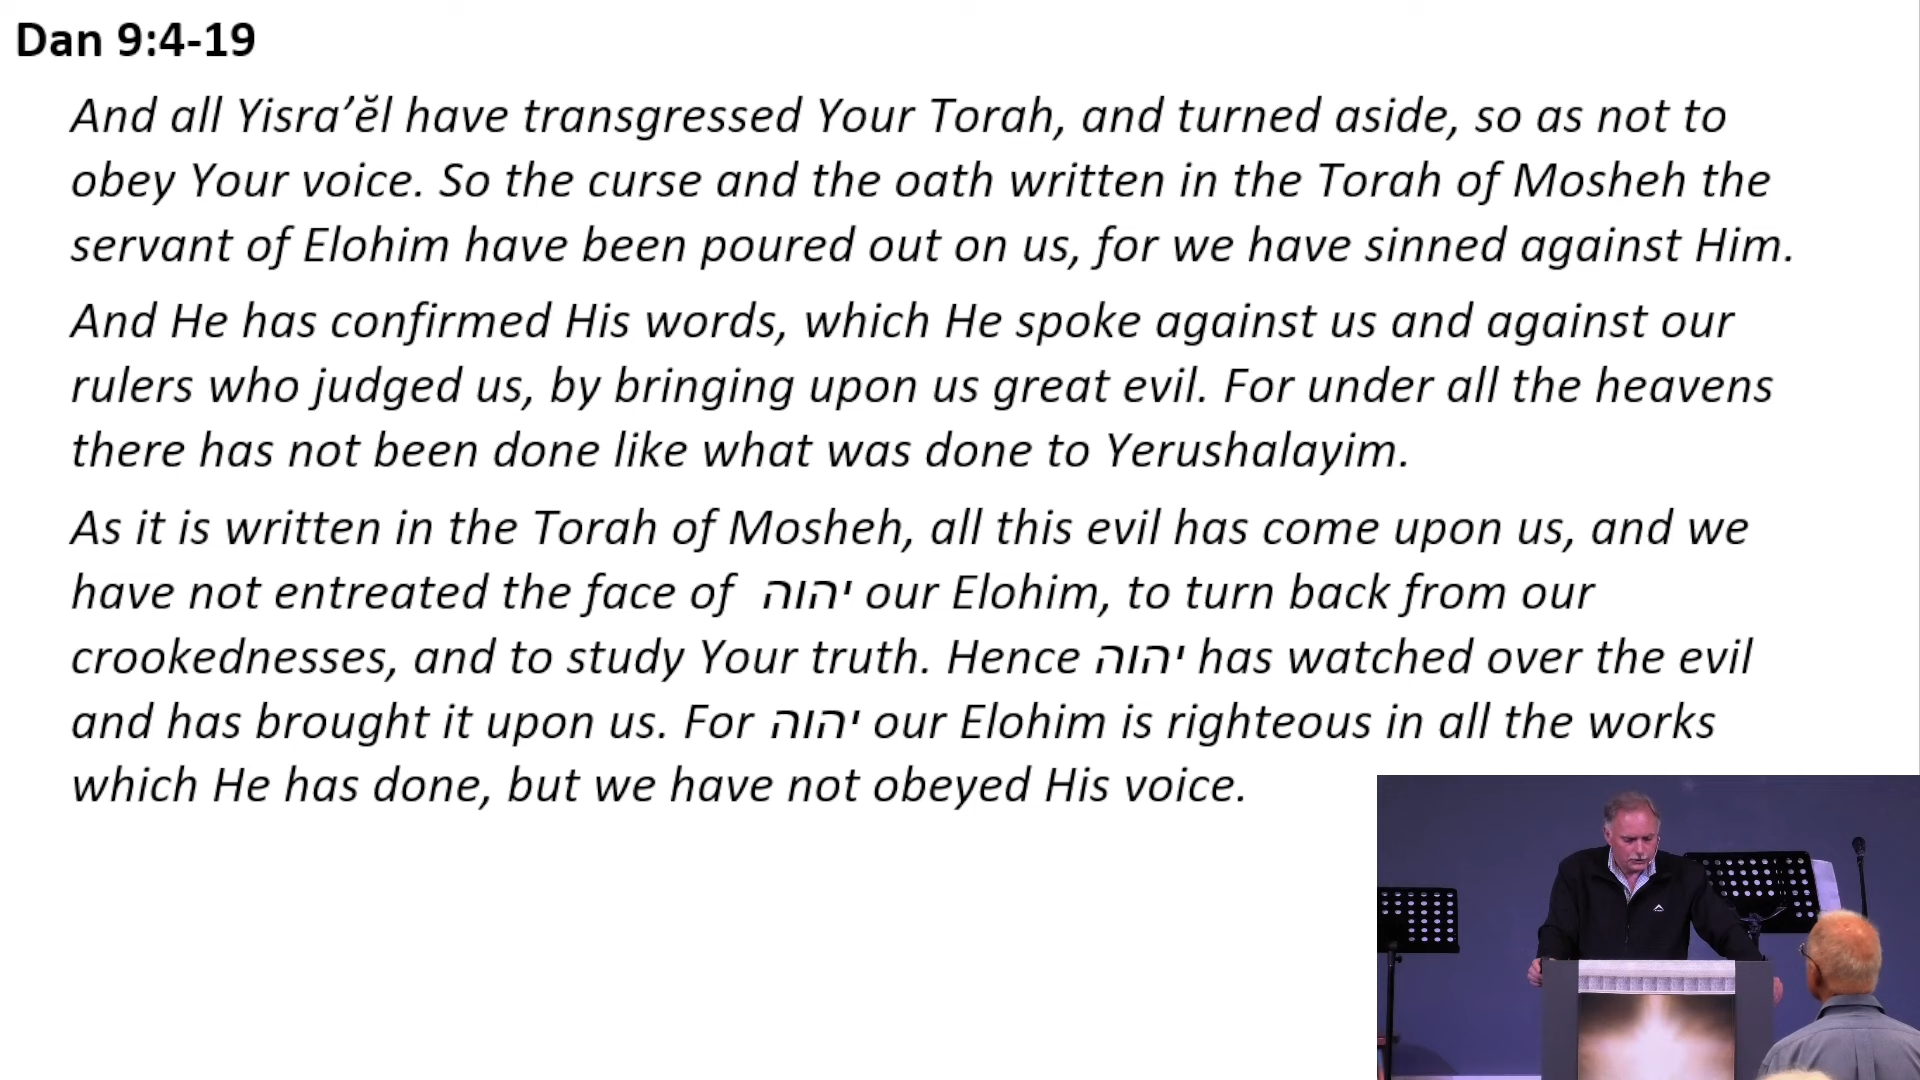 Dan 9:4-19
And all Yisra’ĕl have transgressed Your Torah, and turned aside, so as not to
obey Your voice. So the curse and the oath written in the Torah of Mosheh the
servant of Elohim have been poured out on us, for we have sinned against Him.
And He has confirmed His words, which He spoke against us and against our
rulers who judged us, by bringing upon us great evil. For under all the heavens
there has not been done like what was done to Yerushalayim.
As it is written in the Torah of Mosheh, all this evil has come upon us, and we
have not entreated the face of יהוה our Elohim, to turn back from our
crookednesses, and to study Your truth. Hence יהוה has watched over the evil
and has brought it upon us. For יהוה our Elohim is righteous in all the works
which He has done, but we have not obeyed His voice.